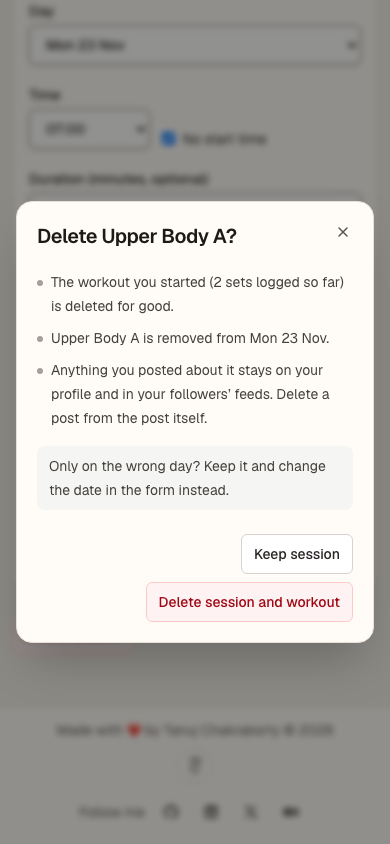 Day
Mon 23 Nov
Time
07:00
No start time
Duration (minutes, optional)
Delete Upper Body A?
The workout you started (2 sets logged so far)
is deleted for good.
Upper Body A is removed from Mon 23 Nov.
Anything you posted about it stays on your
profile and in your followers' feeds. Delete a
post from the post itself.
Only on the wrong day? Keep it and change
the date in the form instead.
Keep session
Delete session and workout
Made with ❤️ by Tanuj Chakraborty © 2026
Follow me